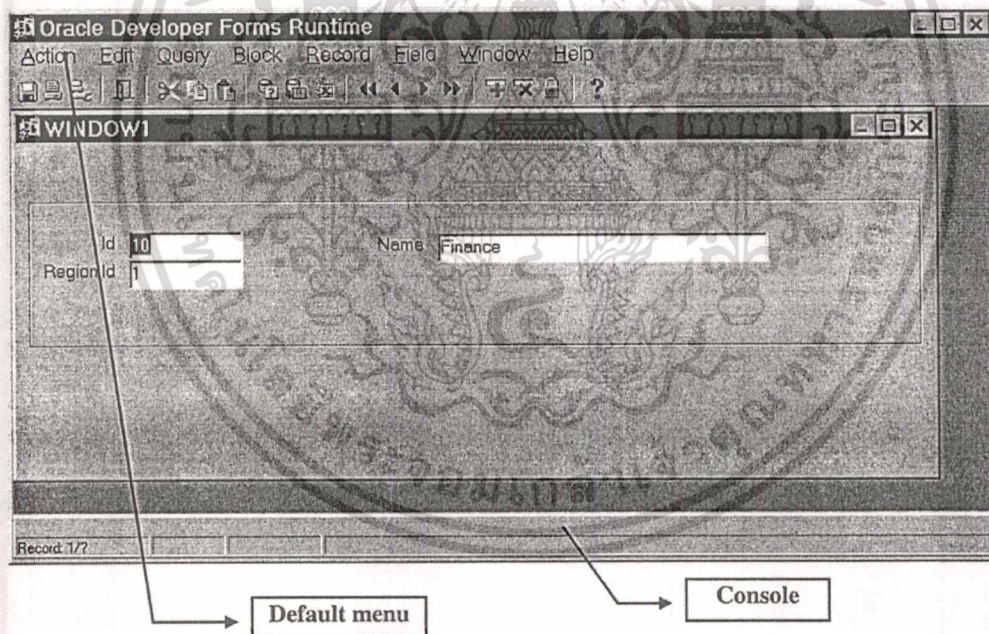 Oracle Developer Forms Runtime
Action Edit Query Block Record Field Window Help
WINDOW1
Id 10 Name Finance
Region Id 1
Record: 1/?
Console
Default menu